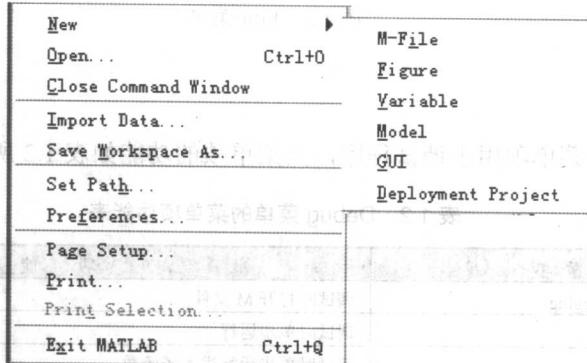 New
Open... Ctrl+O
Close Command Window
Import Data...
Save Workspace As...
Set Path...
Preferences...
Page Setup...
Print...
Print Selection...
Exit MATLAB Ctrl+Q
M-File
Figure
Variable
Model
GUI
Deployment Project